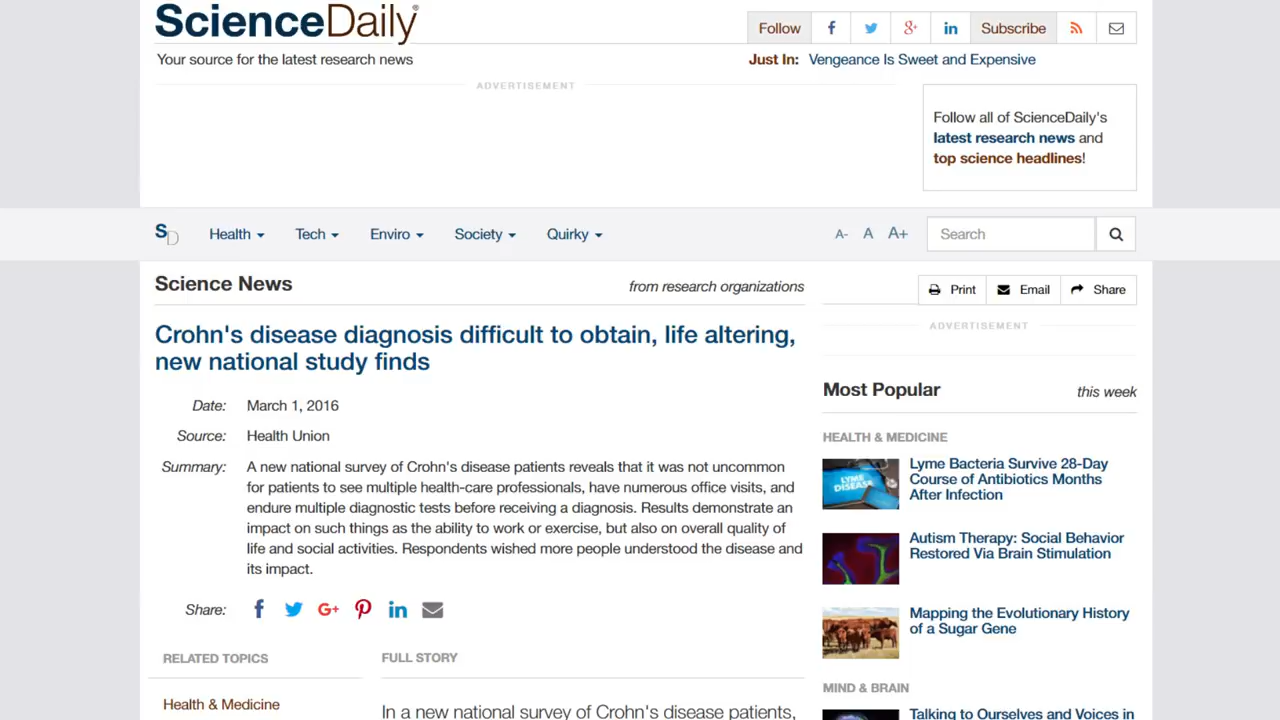 ScienceDaily®
Your source for the latest research news
Follow
Subscribe
Just In: Vengeance Is Sweet and Expensive
ADVERTISEMENT
Follow all of ScienceDaily's
latest research news and
top science headlines!
SD
Health
Tech
Enviro
Society
Quirky
A- A A+
Search
Science News
from research organizations
Print
Email
Share
Crohn's disease diagnosis difficult to obtain, life altering,
new national study finds
Date: March 1, 2016
Source: Health Union
Summary: A new national survey of Crohn's disease patients reveals that it was not uncommon
for patients to see multiple health-care professionals, have numerous office visits, and
endure multiple diagnostic tests before receiving a diagnosis. Results demonstrate an
impact on such things as the ability to work or exercise, but also on overall quality of
life and social activities. Respondents wished more people understood the disease and
its impact.
Share:
RELATED TOPICS
Health & Medicine
FULL STORY
In a new national survey of Crohn's disease patients,
ADVERTISEMENT
Most Popular
this week
HEALTH & MEDICINE
LYME
DISEASE
Lyme Bacteria Survive 28-Day
Course of Antibiotics Months
After Infection
Autism Therapy: Social Behavior
Restored Via Brain Stimulation
Mapping the Evolutionary History
of a Sugar Gene
MIND & BRAIN
Talking to Ourselves and Voices in